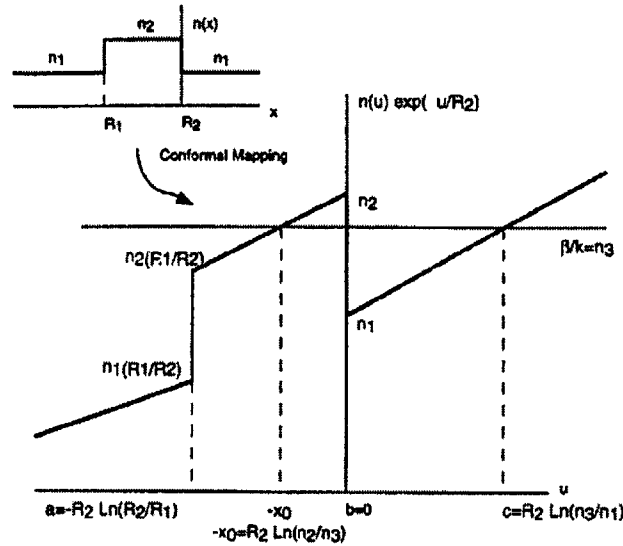 n2
n(x)
n1
n1
x
R1
R2
Conformal Mapping
n(u) exp( u/R2)
n2
β/k=n3
n2(R1/R2)
n1
n1(R1/R2)
u
a=-R2 Ln(R2/R1)
-x0
b=0
c=R2 Ln(n3/n1)
-x0=R2 Ln(n2/n3)